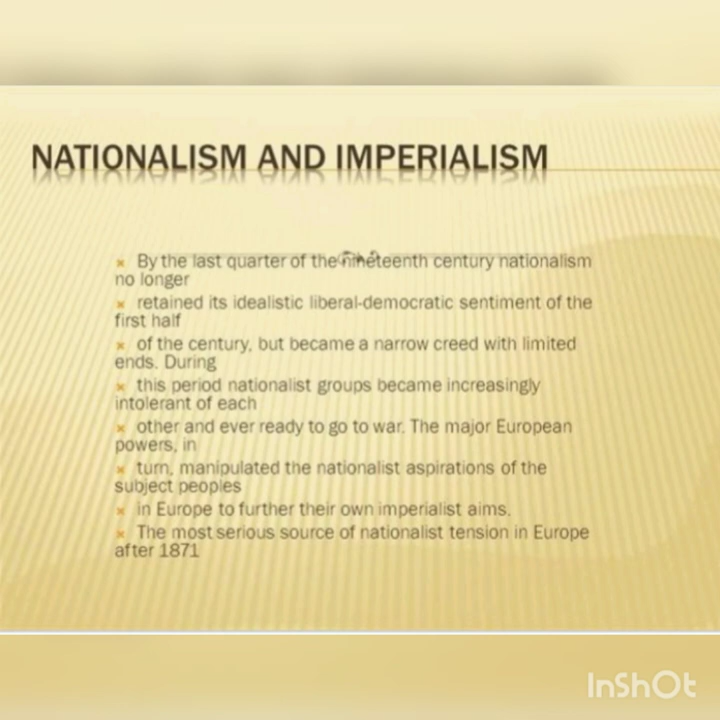 NATIONALISM AND IMPERIALISM
By the last quarter of the nineteenth century nationalism
no longer
retained its idealistic liberal-democratic sentiment of the
first half
of the century, but became a narrow creed with limited
ends. During
this period nationalist groups became increasingly
intolerant of each
other and ever ready to go to war. The major European
powers, in
turn, manipulated the nationalist aspirations of the
subject peoples
in Europe to further their own imperialist aims.
The most serious source of nationalist tension in Europe
after 1871
InShOt